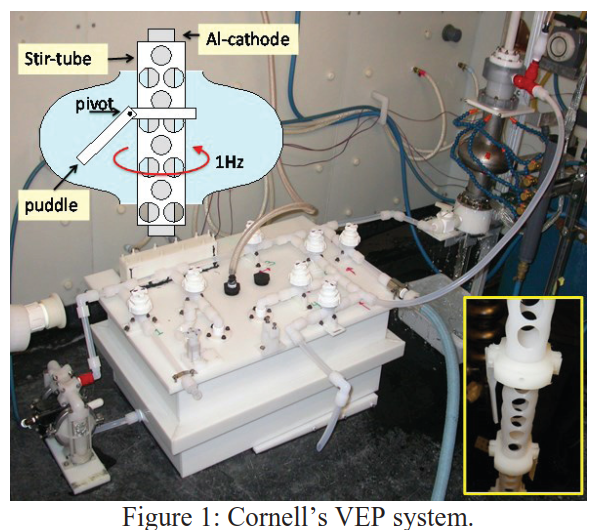 Al-cathode
Stir-tube
pivot
1Hz
puddle
Figure 1: Cornell's VEP system.